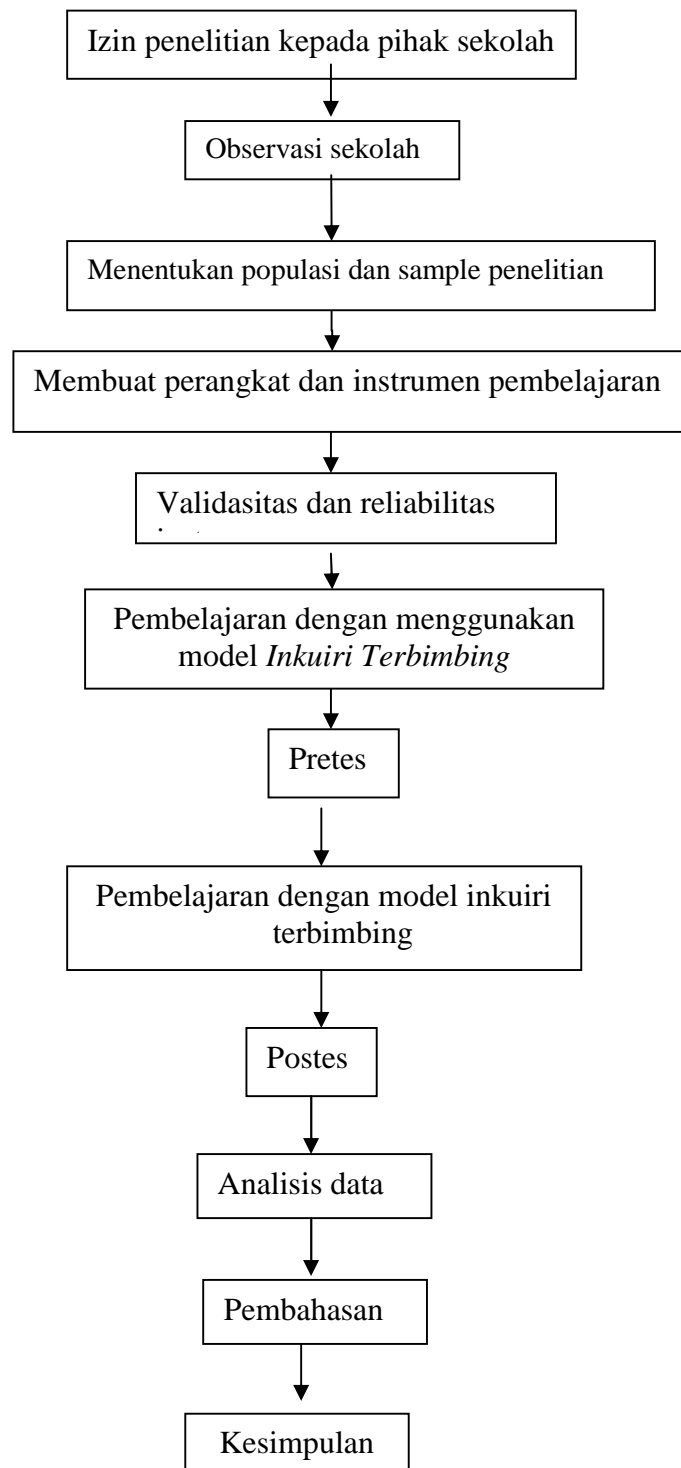 Izin penelitian kepada pihak sekolah
Observasi sekolah
Menentukan populasi dan sample penelitian
Membuat perangkat dan instrumen pembelajaran
Validasitas dan reliabilitas
Pembelajaran dengan menggunakan
model Inkuiri Terbimbing
Pretes
Pembelajaran dengan model inkuiri
terbimbing
Postes
Analisis data
Pembahasan
Kesimpulan